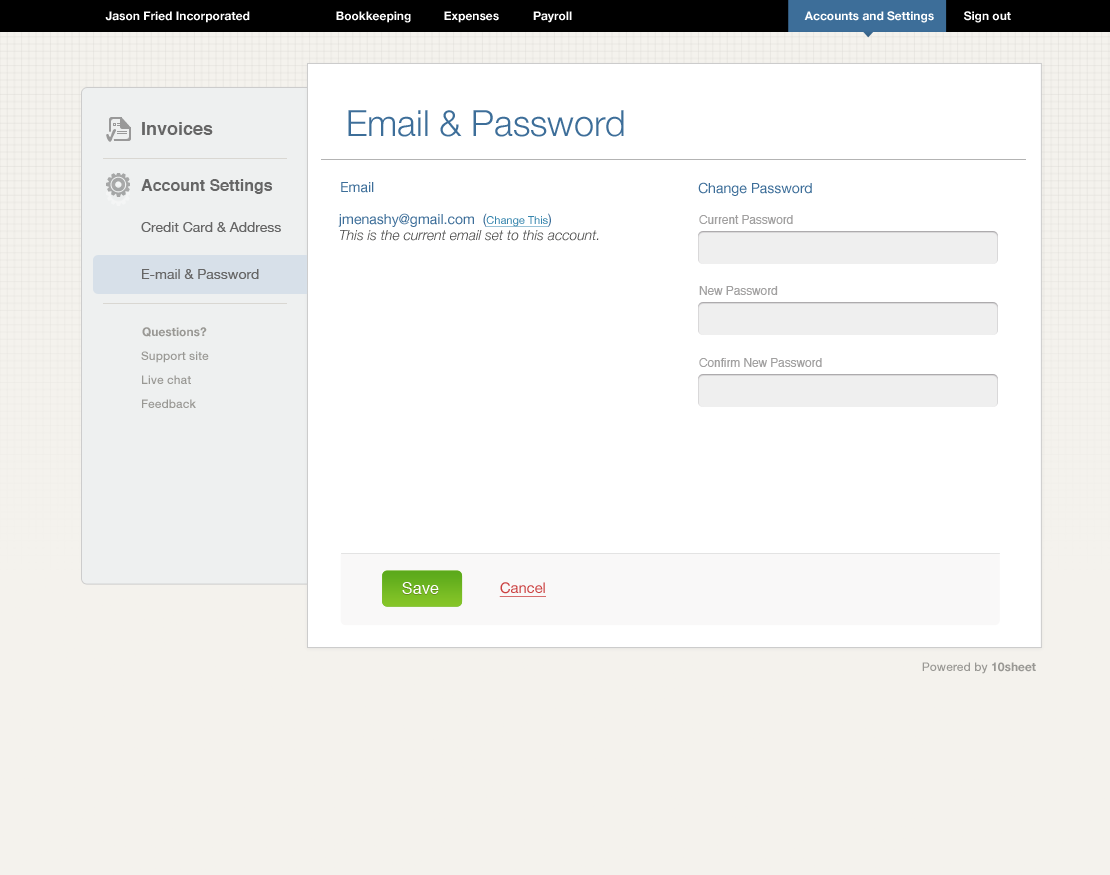 Jason Fried Incorporated
Bookkeeping
Expenses
Payroll
Accounts and Settings
Sign out
Invoices
Account Settings
Credit Card & Address
E-mail & Password
Questions?
Support site
Live chat
Feedback
Email & Password
Email
jmenashy@gmail.com (Change This)
This is the current email set to this account.
Change Password
Current Password
New Password
Confirm New Password
Save
Cancel
Powered by 10sheet